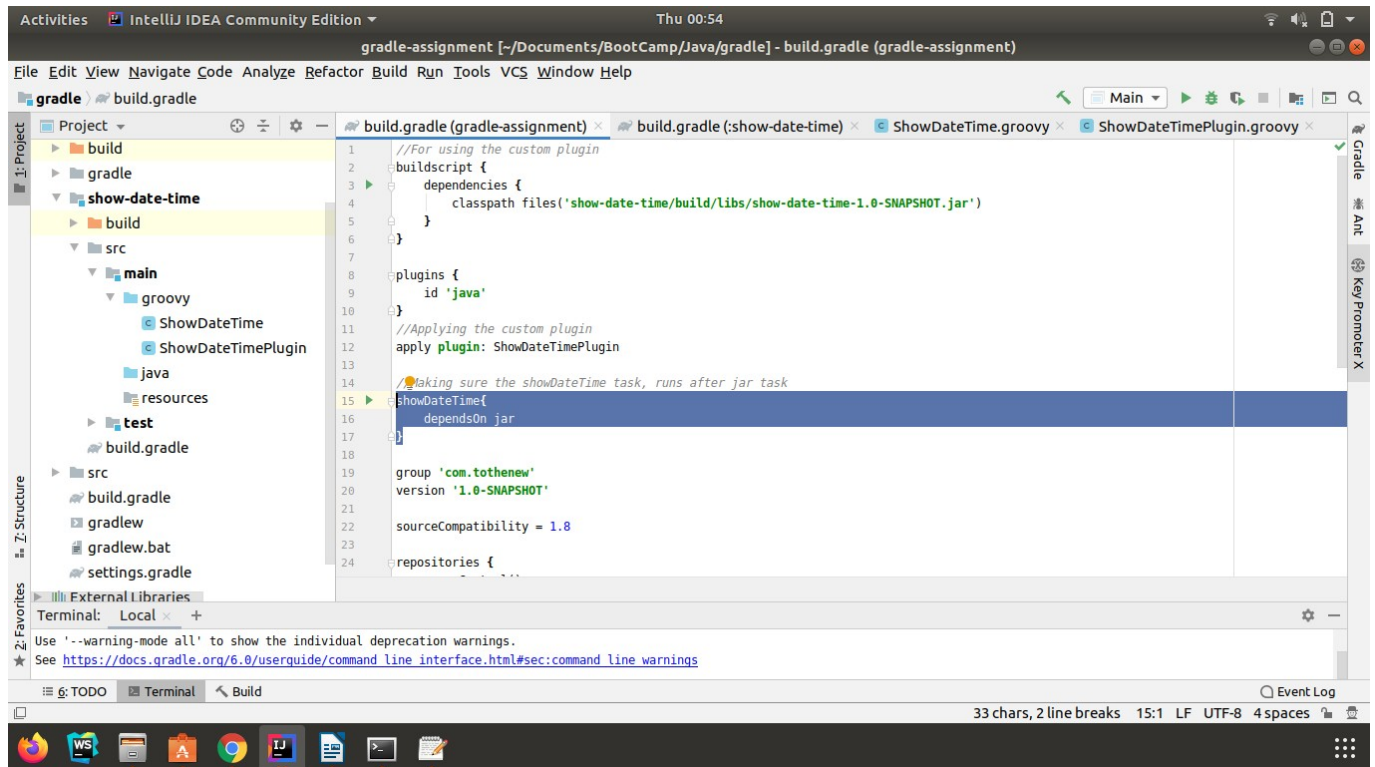 Activities IntelliJ IDEA Community Edition Thu 00:54
gradle-assignment [~/Documents/BootCamp/Java/gradle] - build.gradle (gradle-assignment)
File Edit View Navigate Code Analyze Refactor Build Run Tools VCS Window Help
gradle build.gradle Main
1: Project
7: Structure
2: Favorites
Project
build
gradle
show-date-time
build
src
main
groovy
ShowDateTime
ShowDateTimePlugin
java
resources
test
build.gradle
src
build.gradle
gradlew
gradlew.bat
settings.gradle
External Libraries
build.gradle (gradle-assignment) build.gradle (:show-date-time) ShowDateTime.groovy ShowDateTimePlugin.groovy
1 //For using the custom plugin
2 buildscript {
3 dependencies {
4 classpath files('show-date-time/build/libs/show-date-time-1.0-SNAPSHOT.jar')
5 }
6 }
7
8 plugins {
9 id 'java'
10 }
11 //Applying the custom plugin
12 apply plugin: ShowDateTimePlugin
13
14 //Making sure the showDateTime task, runs after jar task
15 showDateTime{
16 dependsOn jar
17 }
18
19 group 'com.tothenew'
20 version '1.0-SNAPSHOT'
21
22 sourceCompatibility = 1.8
23
24 repositories {
Gradle
Ant
Key Promoter X
Terminal: Local +
Use '--warning-mode all' to show the individual deprecation warnings.
See https://docs.gradle.org/6.0/userguide/command_line_interface.html#sec:command_line_warnings
6: TODO Terminal Build Event Log
33 chars, 2 line breaks 15:1 LF UTF-8 4 spaces
WS A IJ